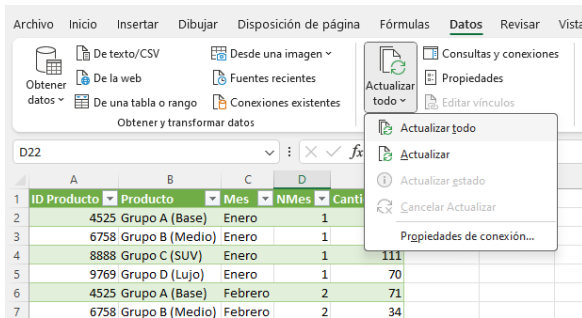 Archivo Inicio Insertar Dibujar Disposición de página Fórmulas Datos Revisar Vista
Obtener datos
De texto/CSV
De la web
De una tabla o rango
Desde una imagen
Fuentes recientes
Conexiones existentes
Obtener y transformar datos
Actualizar todo
Consultas y conexiones
Propiedades
Editar vínculos
Actualizar todo
Actualizar
Actualizar estado
Cancelar Actualizar
Propiedades de conexión...
D22 fx
A B C D
1 ID Producto Producto Mes NMes Canti
2 4525 Grupo A (Base) Enero 1
3 6758 Grupo B (Medio) Enero 1
4 8888 Grupo C (SUV) Enero 1 111
5 9769 Grupo D (Lujo) Enero 1 70
6 4525 Grupo A (Base) Febrero 2 71
7 6758 Grupo B (Medio) Febrero 2 34